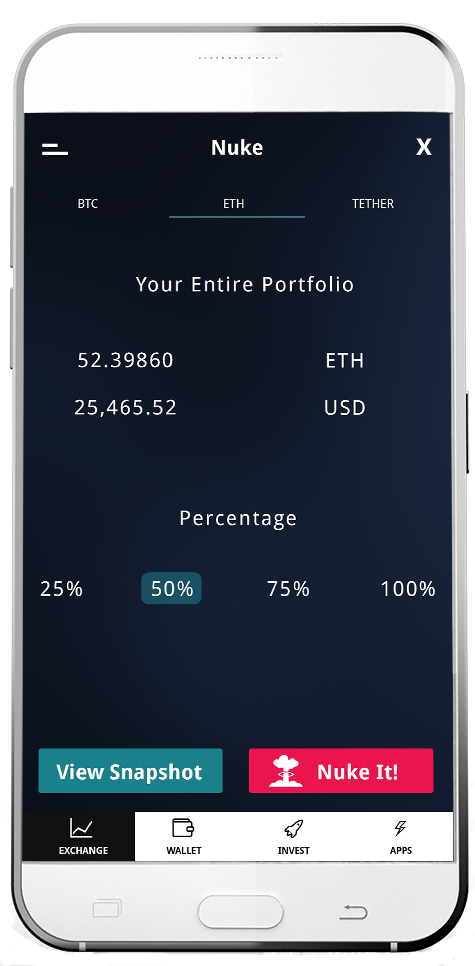 Nuke X
BTC ETH TETHER
Your Entire Portfolio
52.39860 ETH
25,465.52 USD
Percentage
25% 50% 75% 100%
View Snapshot Nuke It!
EXCHANGE WALLET INVEST APPS